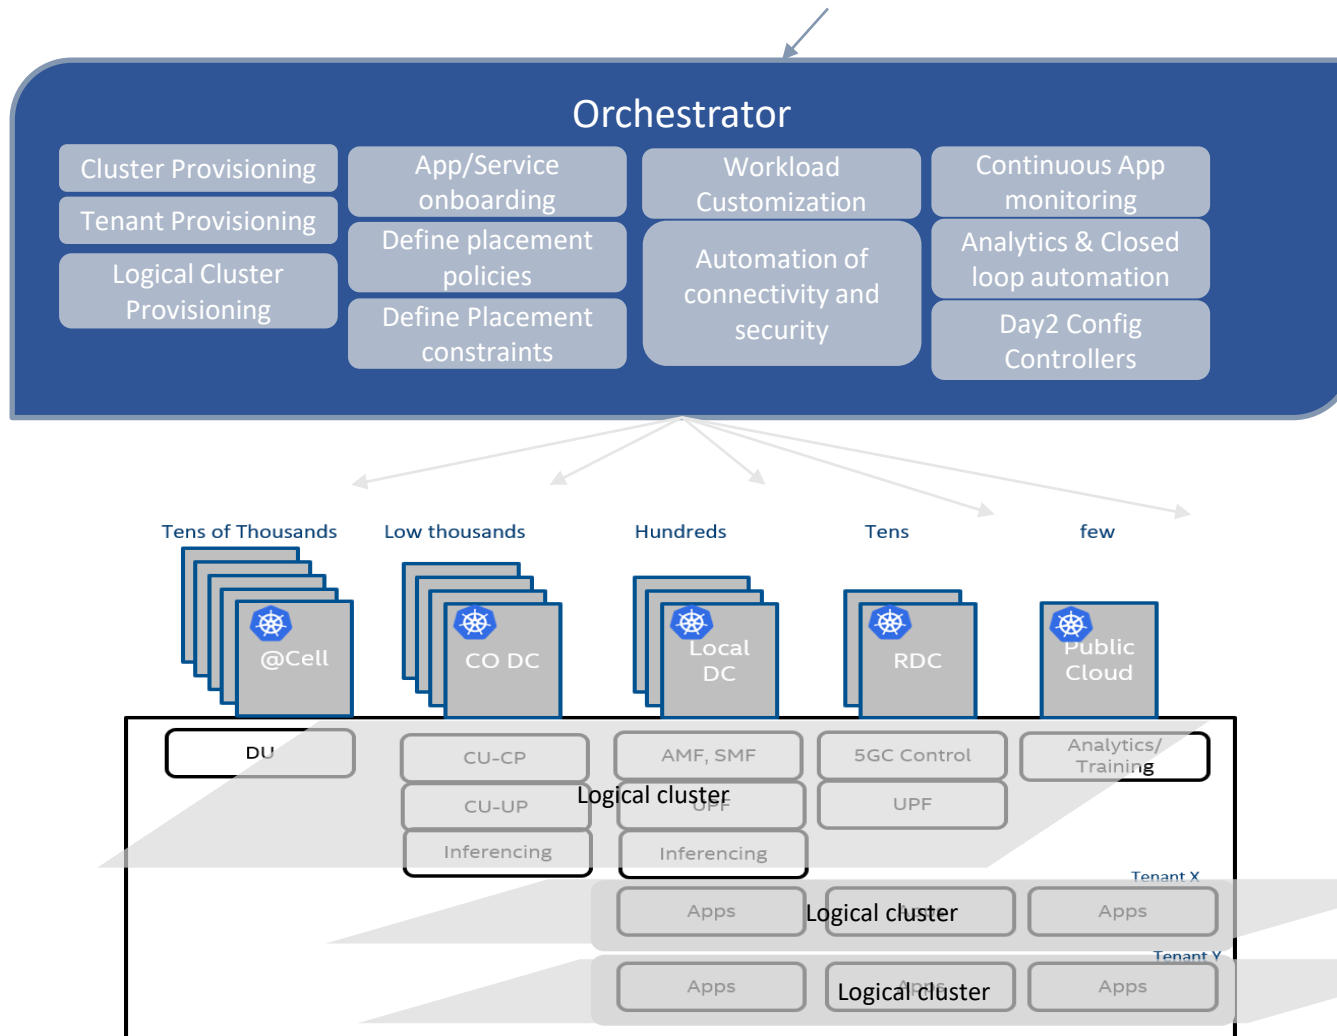 Orchestrator
Cluster Provisioning
Tenant Provisioning
Logical Cluster
Provisioning
App/Service
onboarding
Define placement
policies
Define Placement
constraints
Workload
Customization
Automation of
connectivity and
security
Continuous App
monitoring
Analytics & Closed
loop automation
Day2 Config
Controllers
Tens of Thousands
Low thousands
Hundreds
Tens
few
@Cell
CO DC
Local
DC
RDC
Public
Cloud
DU
CU-CP
AMF, SMF
5GC Control
Analytics/
Training
Logical cluster
CU-UP
UPF
UPF
Inferencing
Inferencing
Tenant X
Apps
Logical cluster
Apps
Apps
Tenant Y
Apps
Logical cluster
Apps
Apps